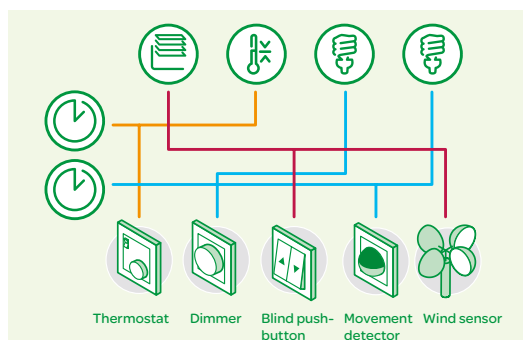 Thermostat
Dimmer
Blind push-
button
Movement
detector
Wind sensor